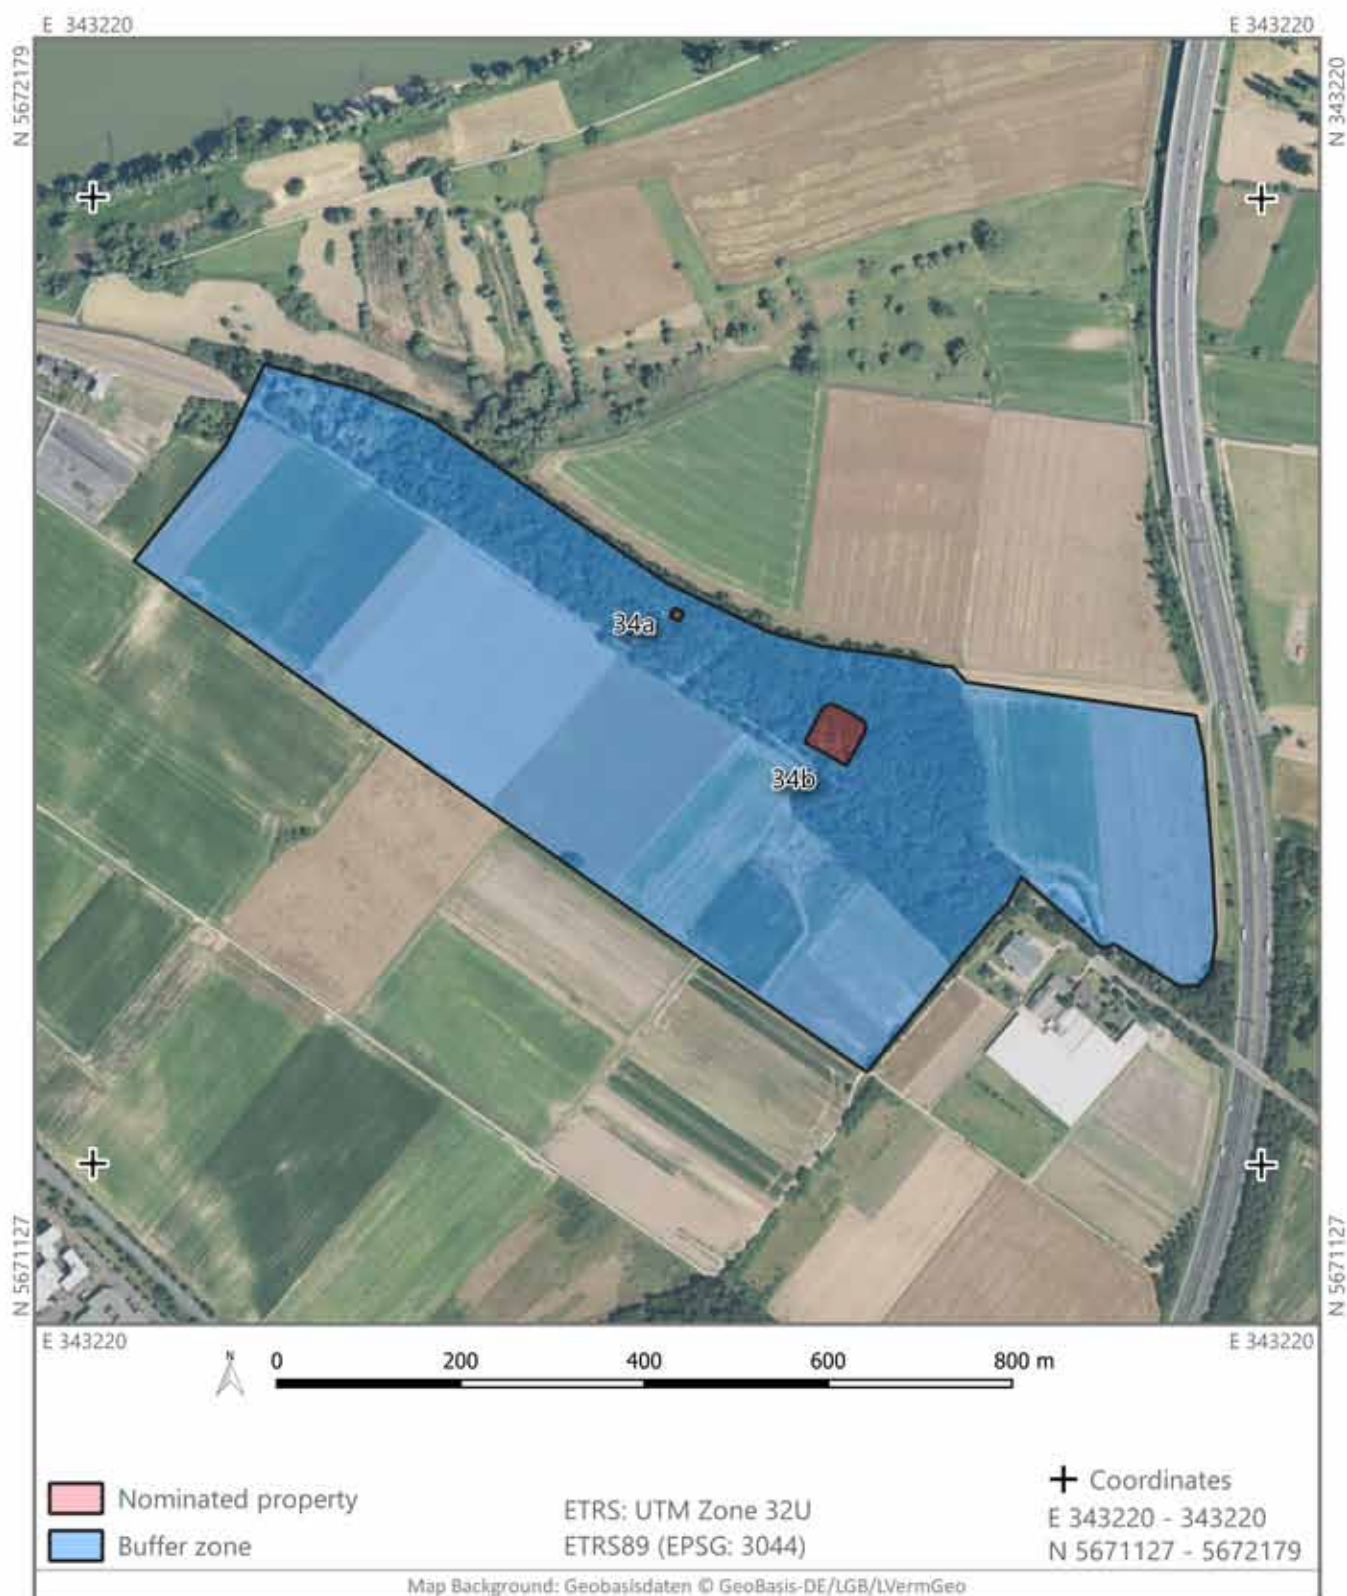 E 343220 E 343220
N 5672179 N 343220
34a
34b
N 5671127 N 5671127
E 343220 E 343220
N 0 200 400 600 800 m
Nominated property
Buffer zone
ETRS: UTM Zone 32U
ETRS89 (EPSG: 3044)
Coordinates
E 343220 - 343220
N 5671127 - 5672179
Map Background: Geobasisdaten © GeoBasis-DE/LGB/LVermGeo